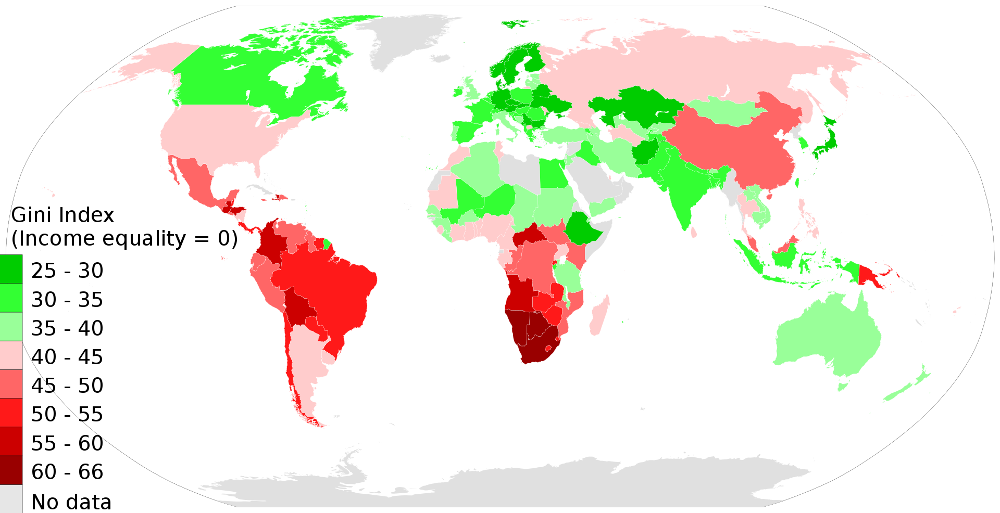 Gini Index
(Income equality = 0)
25 - 30
30 - 35
35 - 40
40 - 45
45 - 50
50 - 55
55 - 60
60 - 66
No data